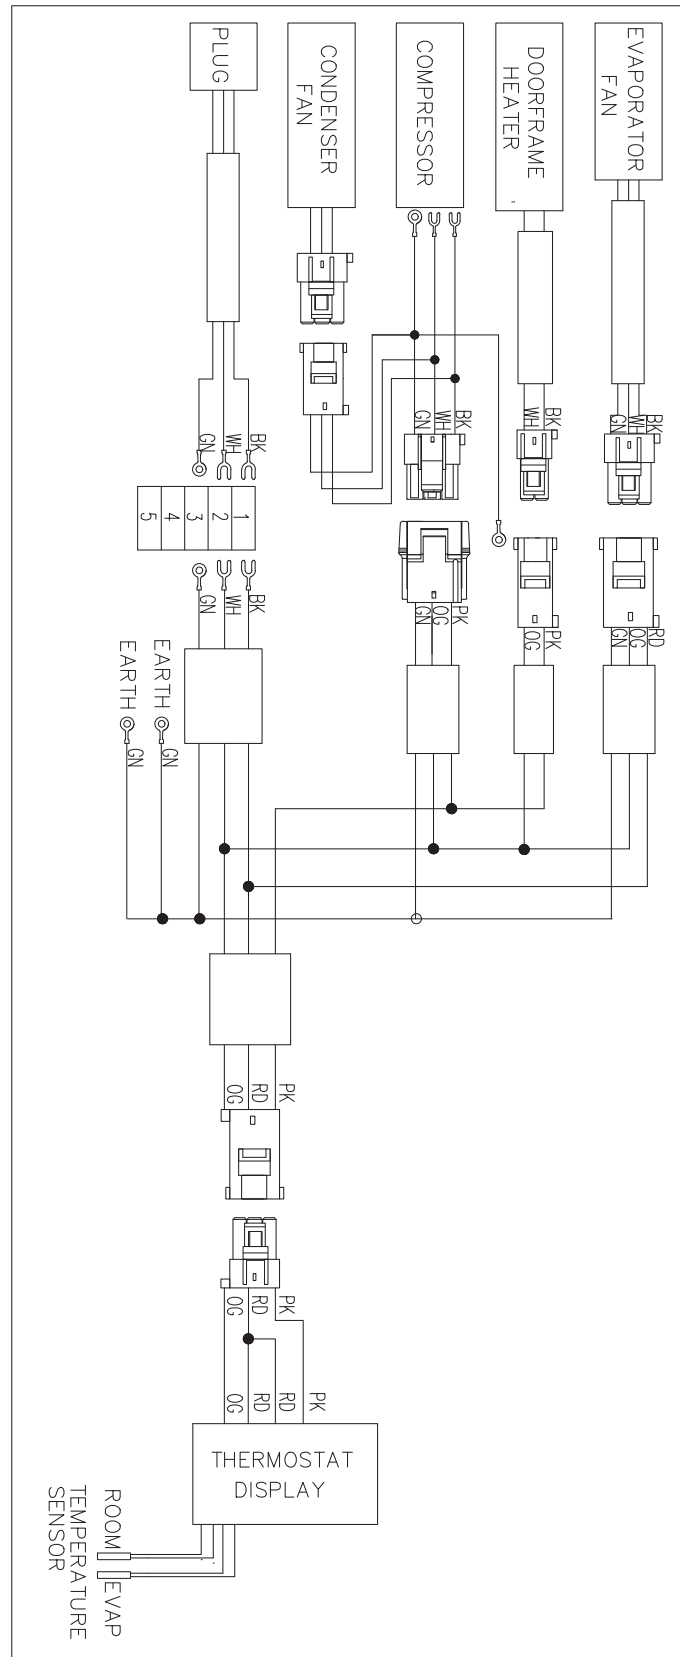 PLUG
CONDENSER
FAN
COMPRESSOR
DOORFRAME
HEATER
EVAPORATOR
FAN
GN
WH
BK
GN
WH
BK
WH
BK
GN
WH
BK
5
4
3
2
1
GN
WH
BK
GN
OG
PK
OG
PK
GN
OG
RD
EARTH
EARTH
GN
GN
OG
RD
PK
OG
RD
PK
OG
RD
RD
PK
THERMOSTAT
DISPLAY
ROOM
EVAP
TEMPERATURE
SENSOR